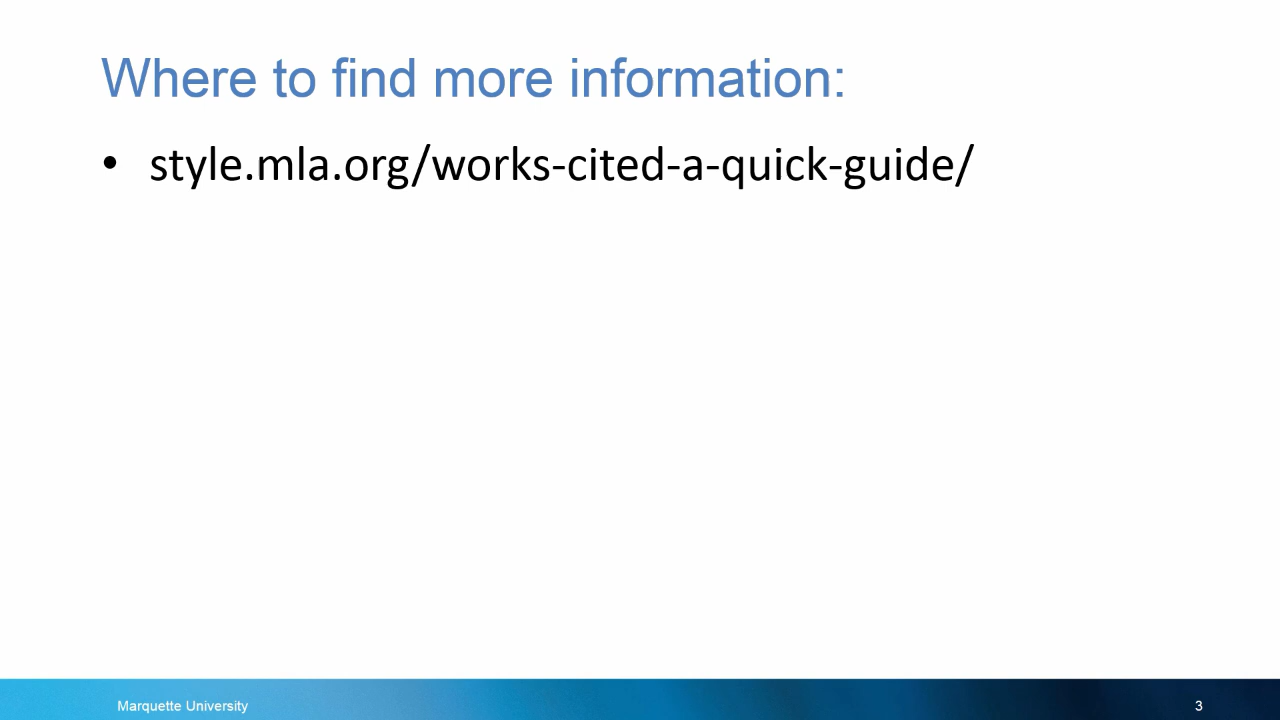 Where to find more information:
• style.mla.org/works-cited-a-quick-guide/
Marquette University
3